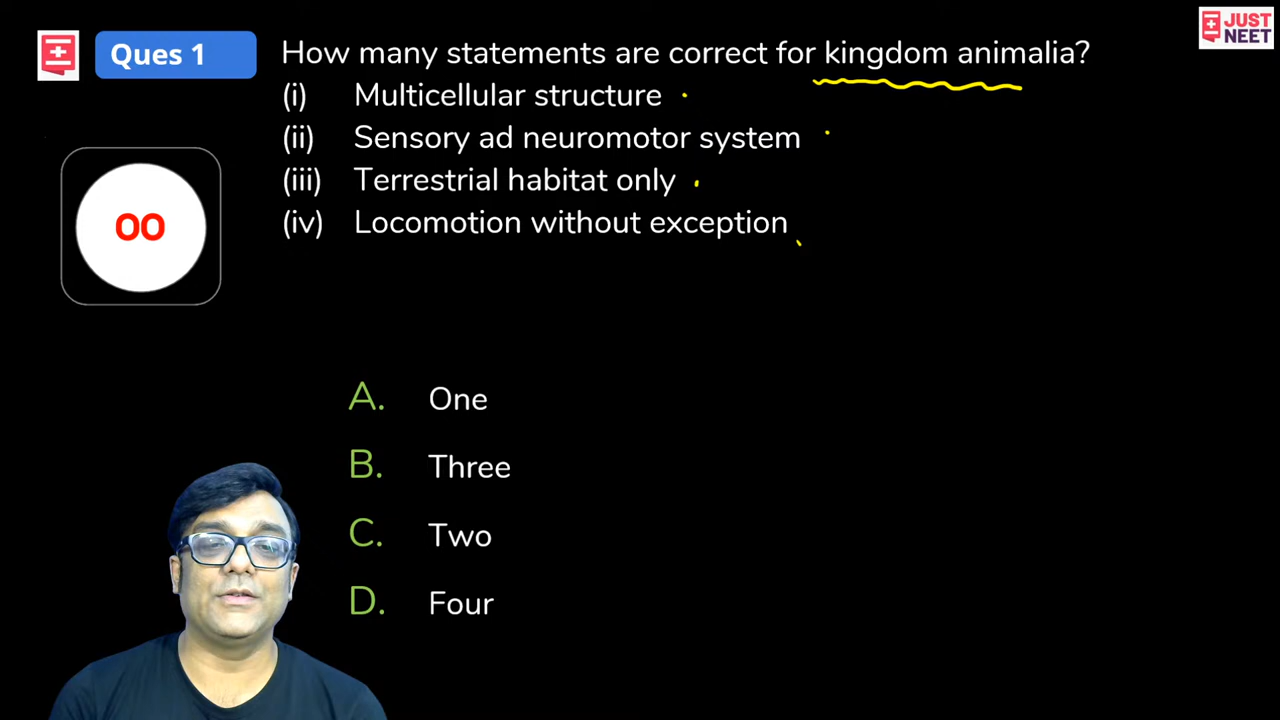 JUST
NEET
Ques 1
How many statements are correct for kingdom animalia?
(i) Multicellular structure
(ii) Sensory ad neuromotor system
(iii) Terrestrial habitat only
(iv) Locomotion without exception
00
A. One
B. Three
C. Two
D. Four